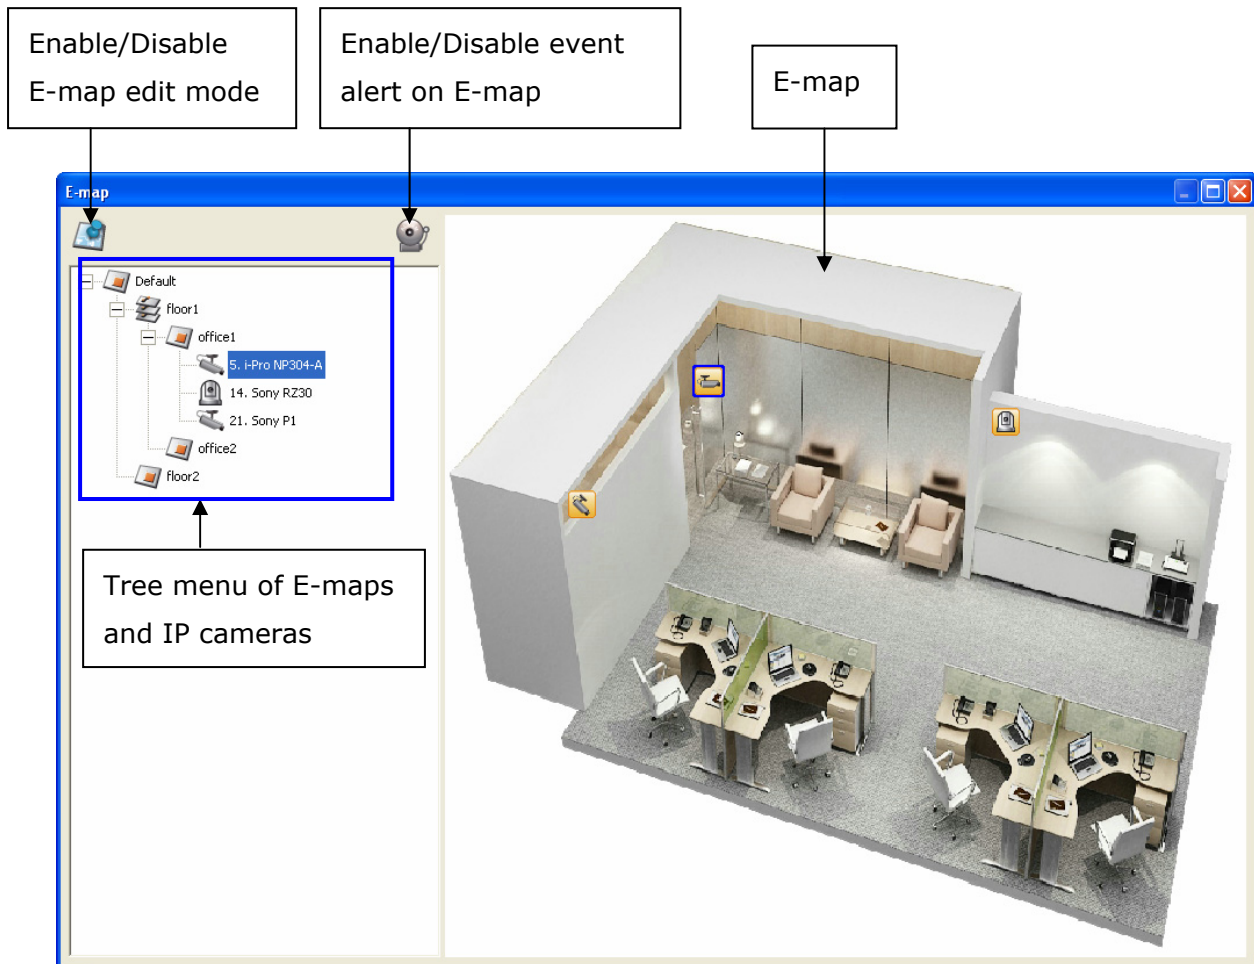 Enable/Disable
E-map edit mode
Enable/Disable event
alert on E-map
E-map
E-map
Default
floor1
office1
5. i-Pro NP304-A
14. Sony RZ30
21. Sony P1
office2
floor2
Tree menu of E-maps
and IP cameras